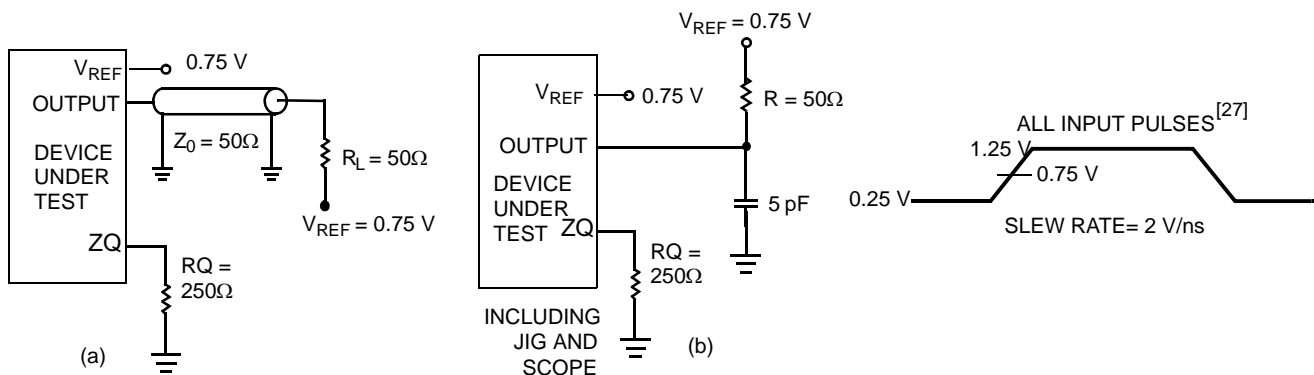 V_REF 0.75 V
OUTPUT
Z_0 = 50Ω
DEVICE
UNDER
TEST
R_L = 50Ω
V_REF = 0.75 V
ZQ
RQ =
250Ω
(a)
V_REF = 0.75 V
R = 50Ω
V_REF 0.75 V
OUTPUT
DEVICE
UNDER
TEST
5 pF
ZQ
RQ =
250Ω
INCLUDING
JIG AND
SCOPE
(b)
ALL INPUT PULSES[27]
1.25 V
0.75 V
0.25 V
SLEW RATE= 2 V/ns